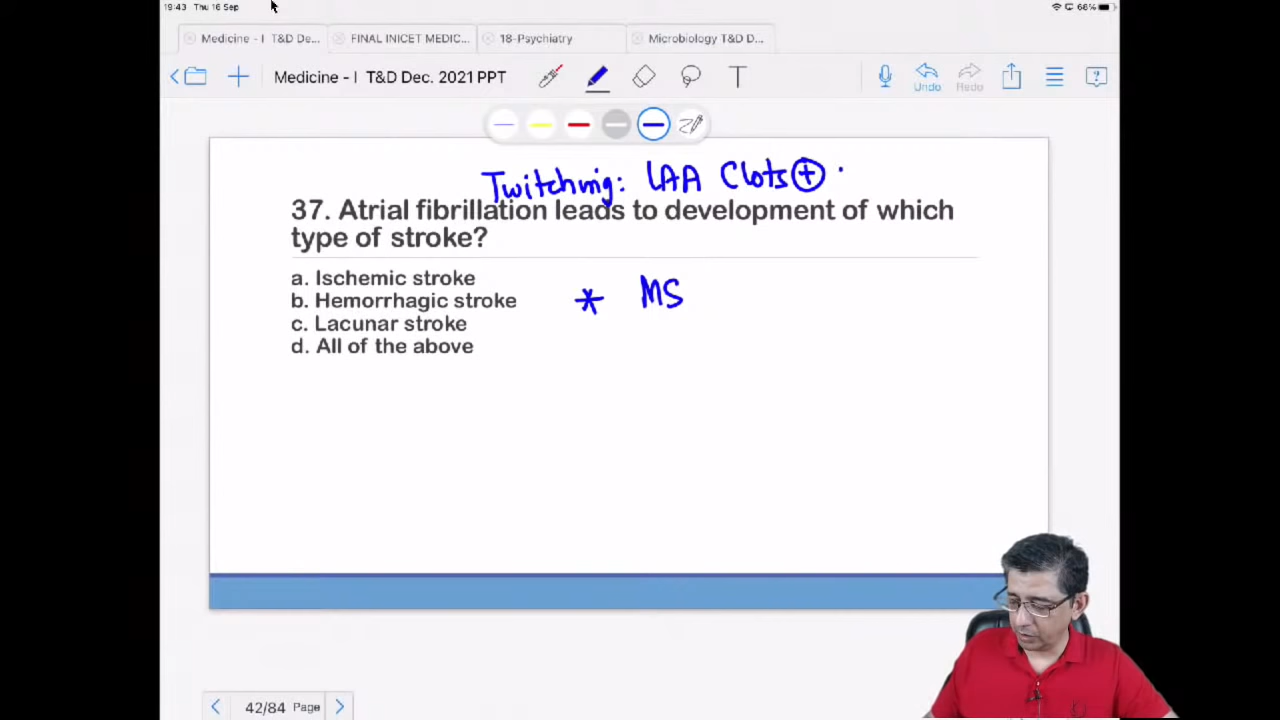 19:43 Thu 16 Sep
68%
Medicine - I T&D De...
FINAL INICET MEDIC...
18-Psychiatry
Microbiology T&D D...
Medicine - I T&D Dec. 2021 PPT
T
Undo
Redo
?
Twitching: LAA Clots⊕ ·
37. Atrial fibrillation leads to development of which
type of stroke?
a. Ischemic stroke
b. Hemorrhagic stroke
* MS
c. Lacunar stroke
d. All of the above
42/84 Page